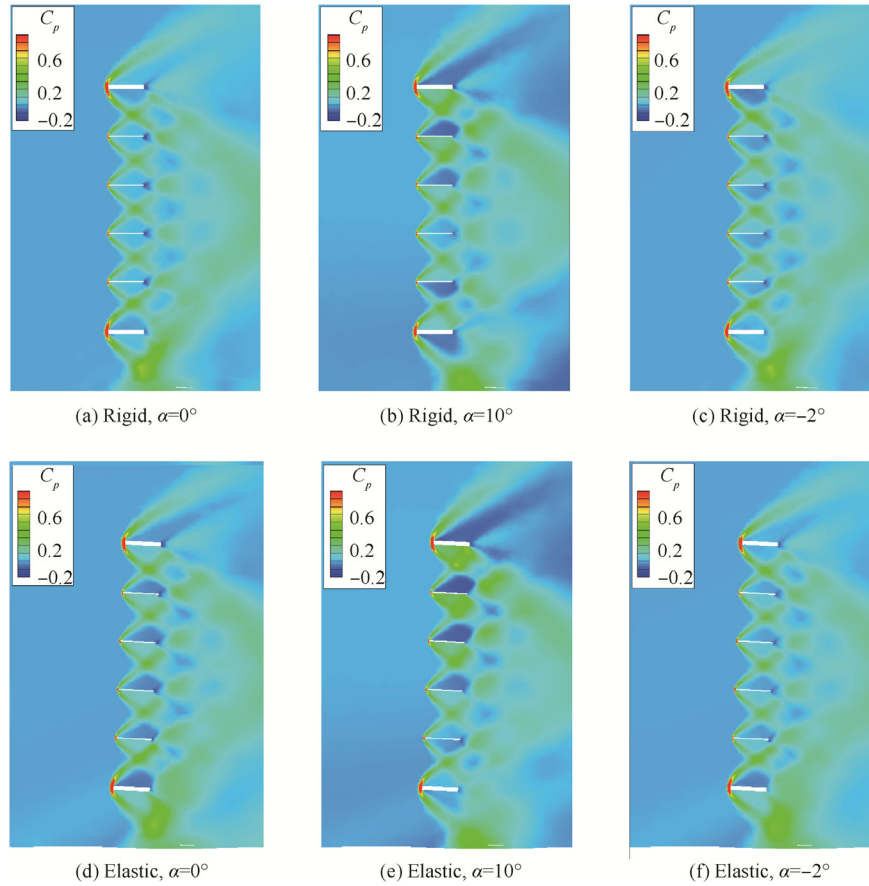 Cp
0.6
0.2
−0.2
Cp
0.6
0.2
−0.2
Cp
0.6
0.2
−0.2
(a) Rigid, α=0°
(b) Rigid, α=10°
(c) Rigid, α=−2°
Cp
0.6
0.2
−0.2
Cp
0.6
0.2
−0.2
Cp
0.6
0.2
−0.2
(d) Elastic, α=0°
(e) Elastic, α=10°
(f) Elastic, α=−2°